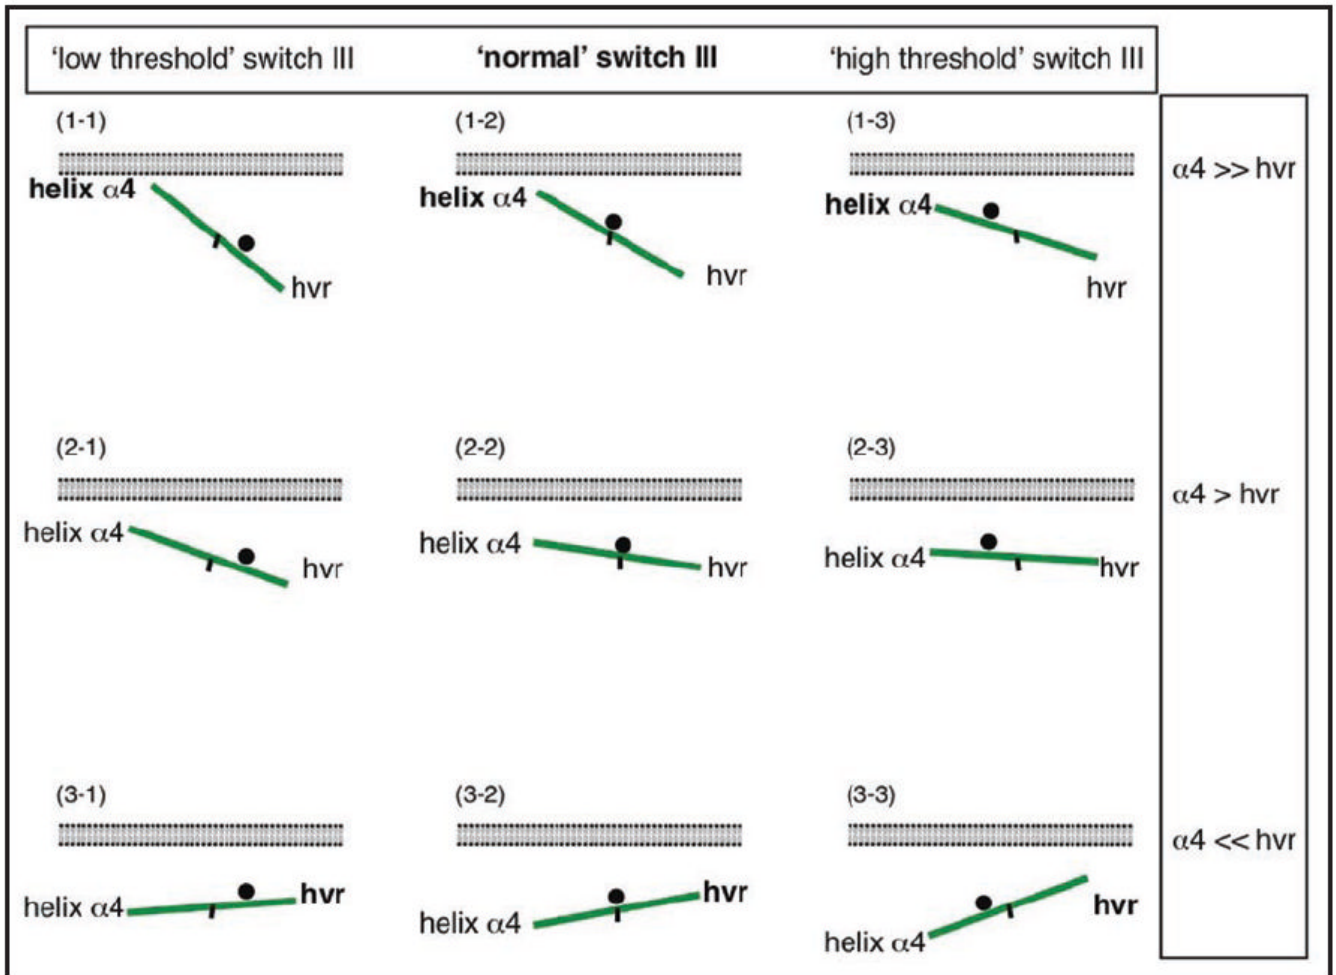 ‘low threshold’ switch III ‘normal’ switch III ‘high threshold’ switch III
(1-1) (1-2) (1-3)
helix α4 helix α4 helix α4 α4 >> hvr
hvr hvr hvr
(2-1) (2-2) (2-3)
α4 > hvr
helix α4 hvr helix α4 hvr helix α4 hvr
(3-1) (3-2) (3-3)
α4 << hvr
helix α4 hvr helix α4 hvr helix α4 hvr